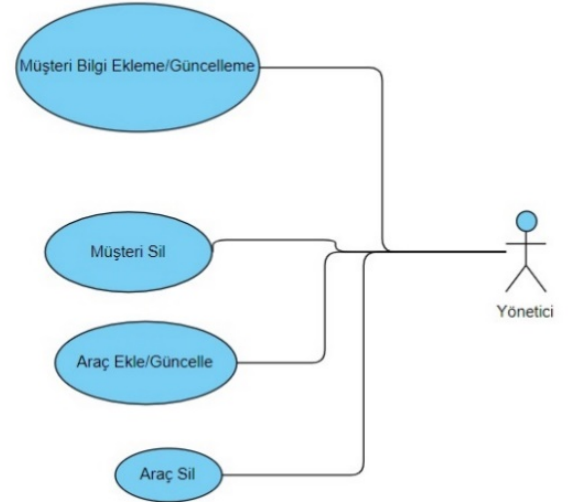 Müşteri Bilgi Ekleme/Güncelleme
Müşteri Sil
Yönetici
Araç Ekle/Güncelle
Araç Sil